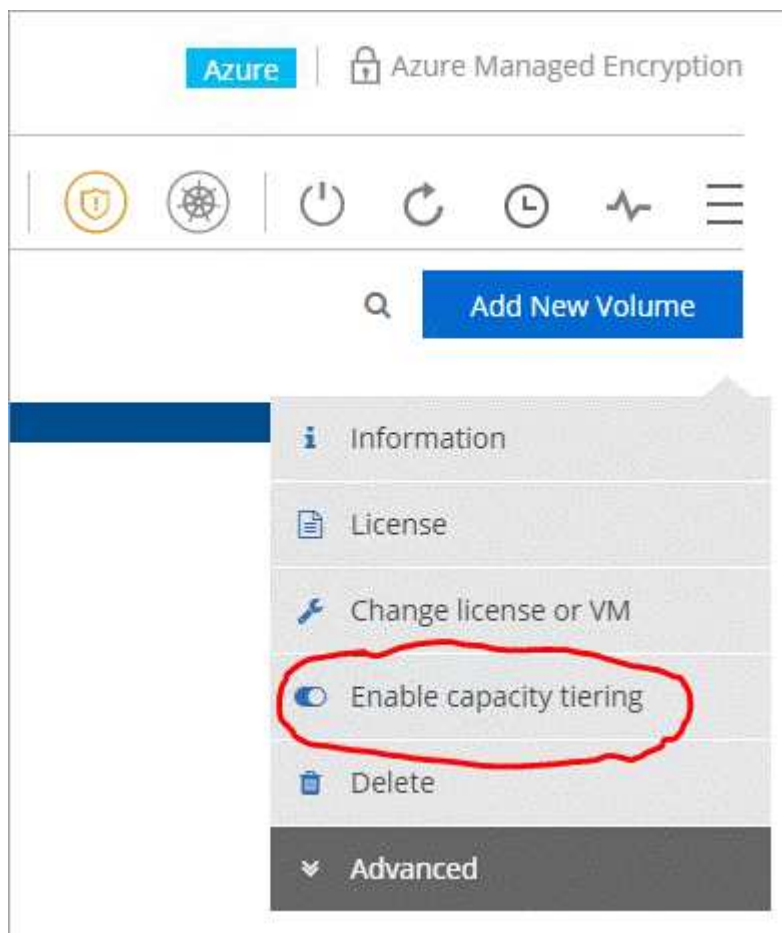 Azure
Azure Managed Encryption
Add New Volume
Information
License
Change license or VM
Enable capacity tiering
Delete
Advanced